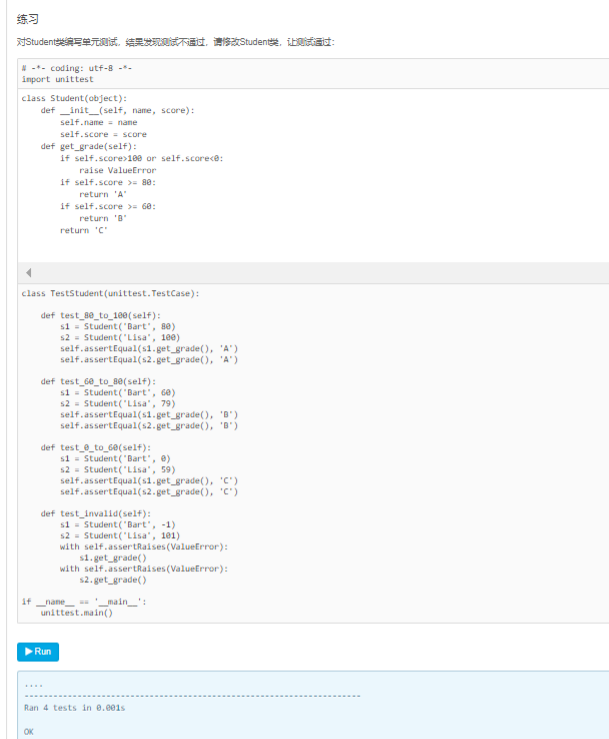 练习
对Student类编写单元测试，结果发现测试不通过，请修改Student类，让测试通过：
# -*- coding: utf-8 -*-
import unittest
class Student(object):
    def __init__(self, name, score):
        self.name = name
        self.score = score
    def get_grade(self):
        if self.score>100 or self.score<0:
            raise ValueError
        if self.score >= 80:
            return 'A'
        if self.score >= 60:
            return 'B'
        return 'C'
class TestStudent(unittest.TestCase):
    def test_80_to_100(self):
        s1 = Student('Bart', 80)
        s2 = Student('Lisa', 100)
        self.assertEqual(s1.get_grade(), 'A')
        self.assertEqual(s2.get_grade(), 'A')
    def test_60_to_80(self):
        s1 = Student('Bart', 60)
        s2 = Student('Lisa', 79)
        self.assertEqual(s1.get_grade(), 'B')
        self.assertEqual(s2.get_grade(), 'B')
    def test_0_to_60(self):
        s1 = Student('Bart', 0)
        s2 = Student('Lisa', 59)
        self.assertEqual(s1.get_grade(), 'C')
        self.assertEqual(s2.get_grade(), 'C')
    def test_invalid(self):
        s1 = Student('Bart', -1)
        s2 = Student('Lisa', 101)
        with self.assertRaises(ValueError):
            s1.get_grade()
        with self.assertRaises(ValueError):
            s2.get_grade()
if __name__ == '__main__':
    unittest.main()
Run
....
----------------------------------------------------------------------
Ran 4 tests in 0.001s
OK